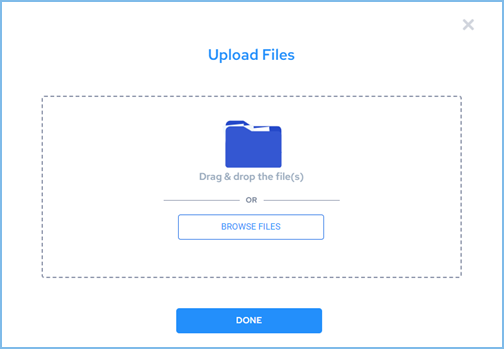 Upload Files
Drag & drop the file(s)
OR
BROWSE FILES
DONE